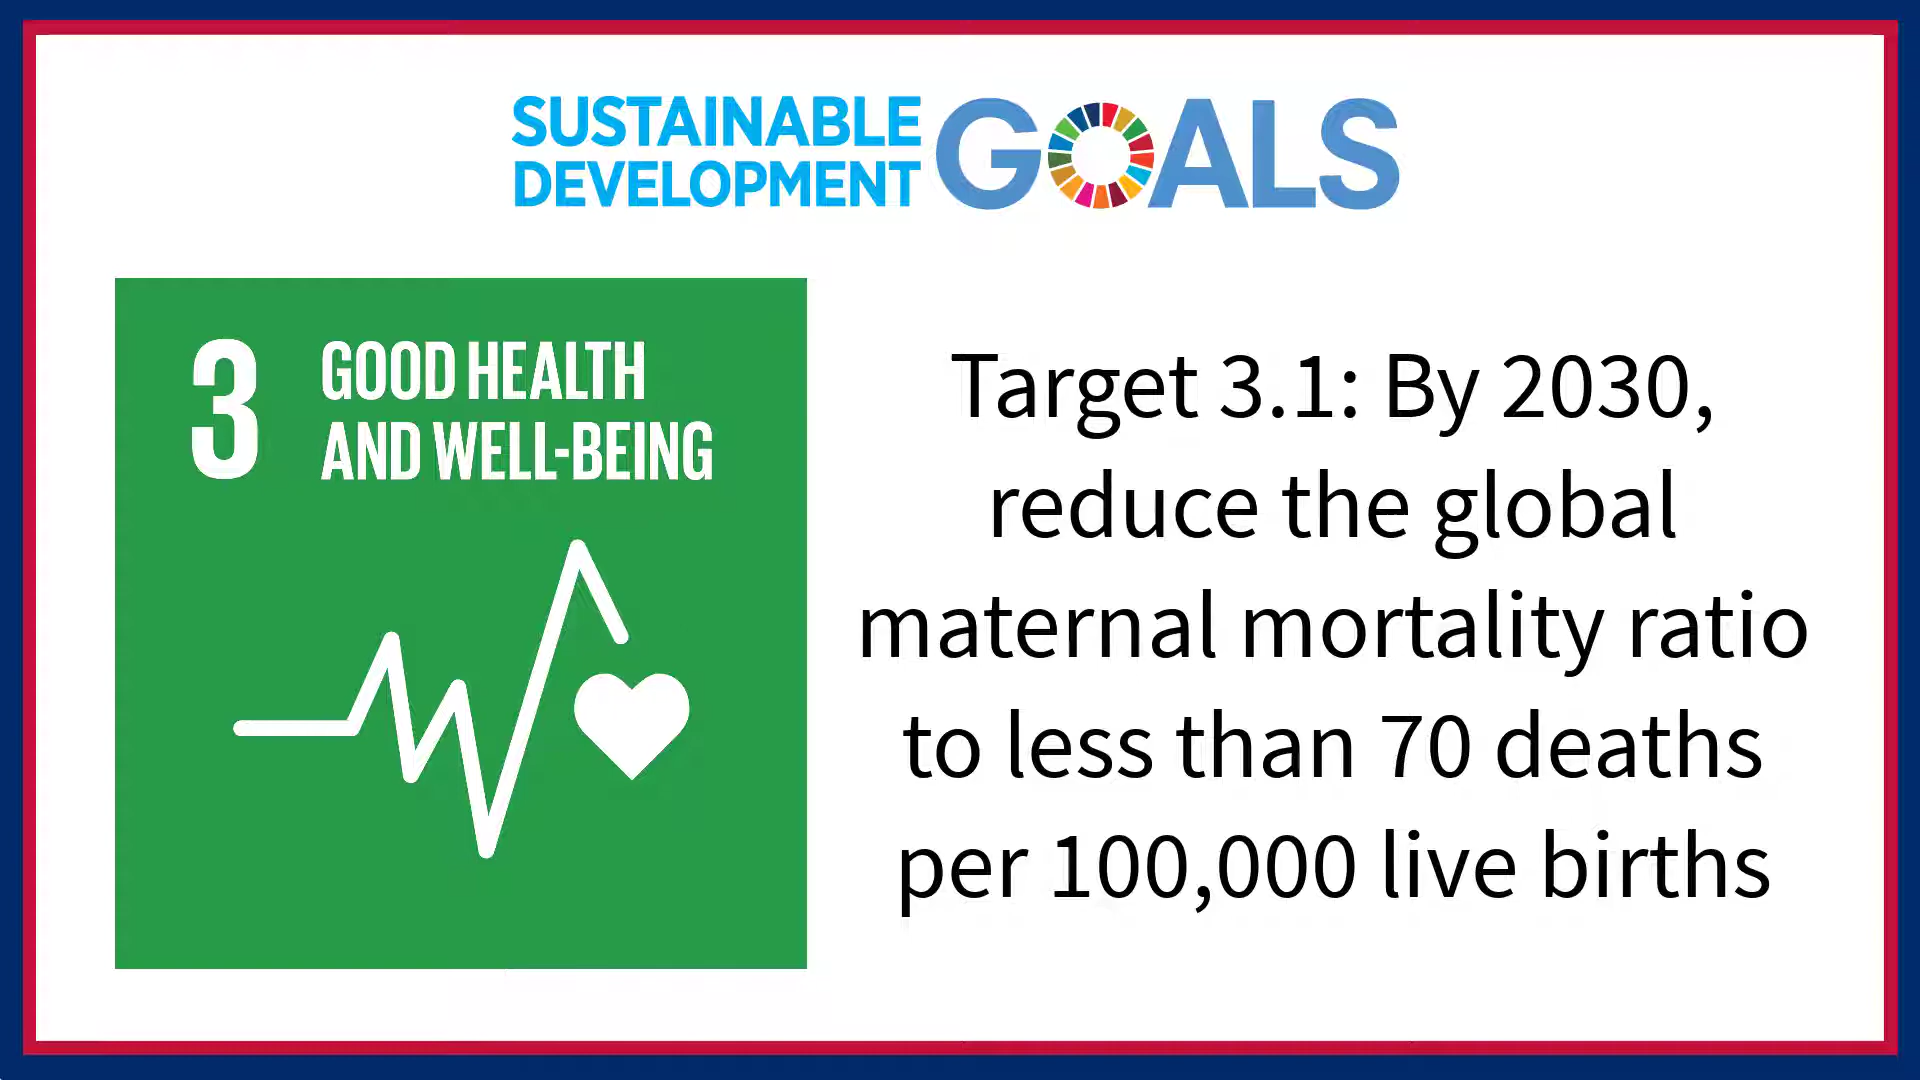 SUSTAINABLE
DEVELOPMENT
GOALS
3
GOOD HEALTH
AND WELL-BEING
Target 3.1: By 2030,
reduce the global
maternal mortality ratio
to less than 70 deaths
per 100,000 live births